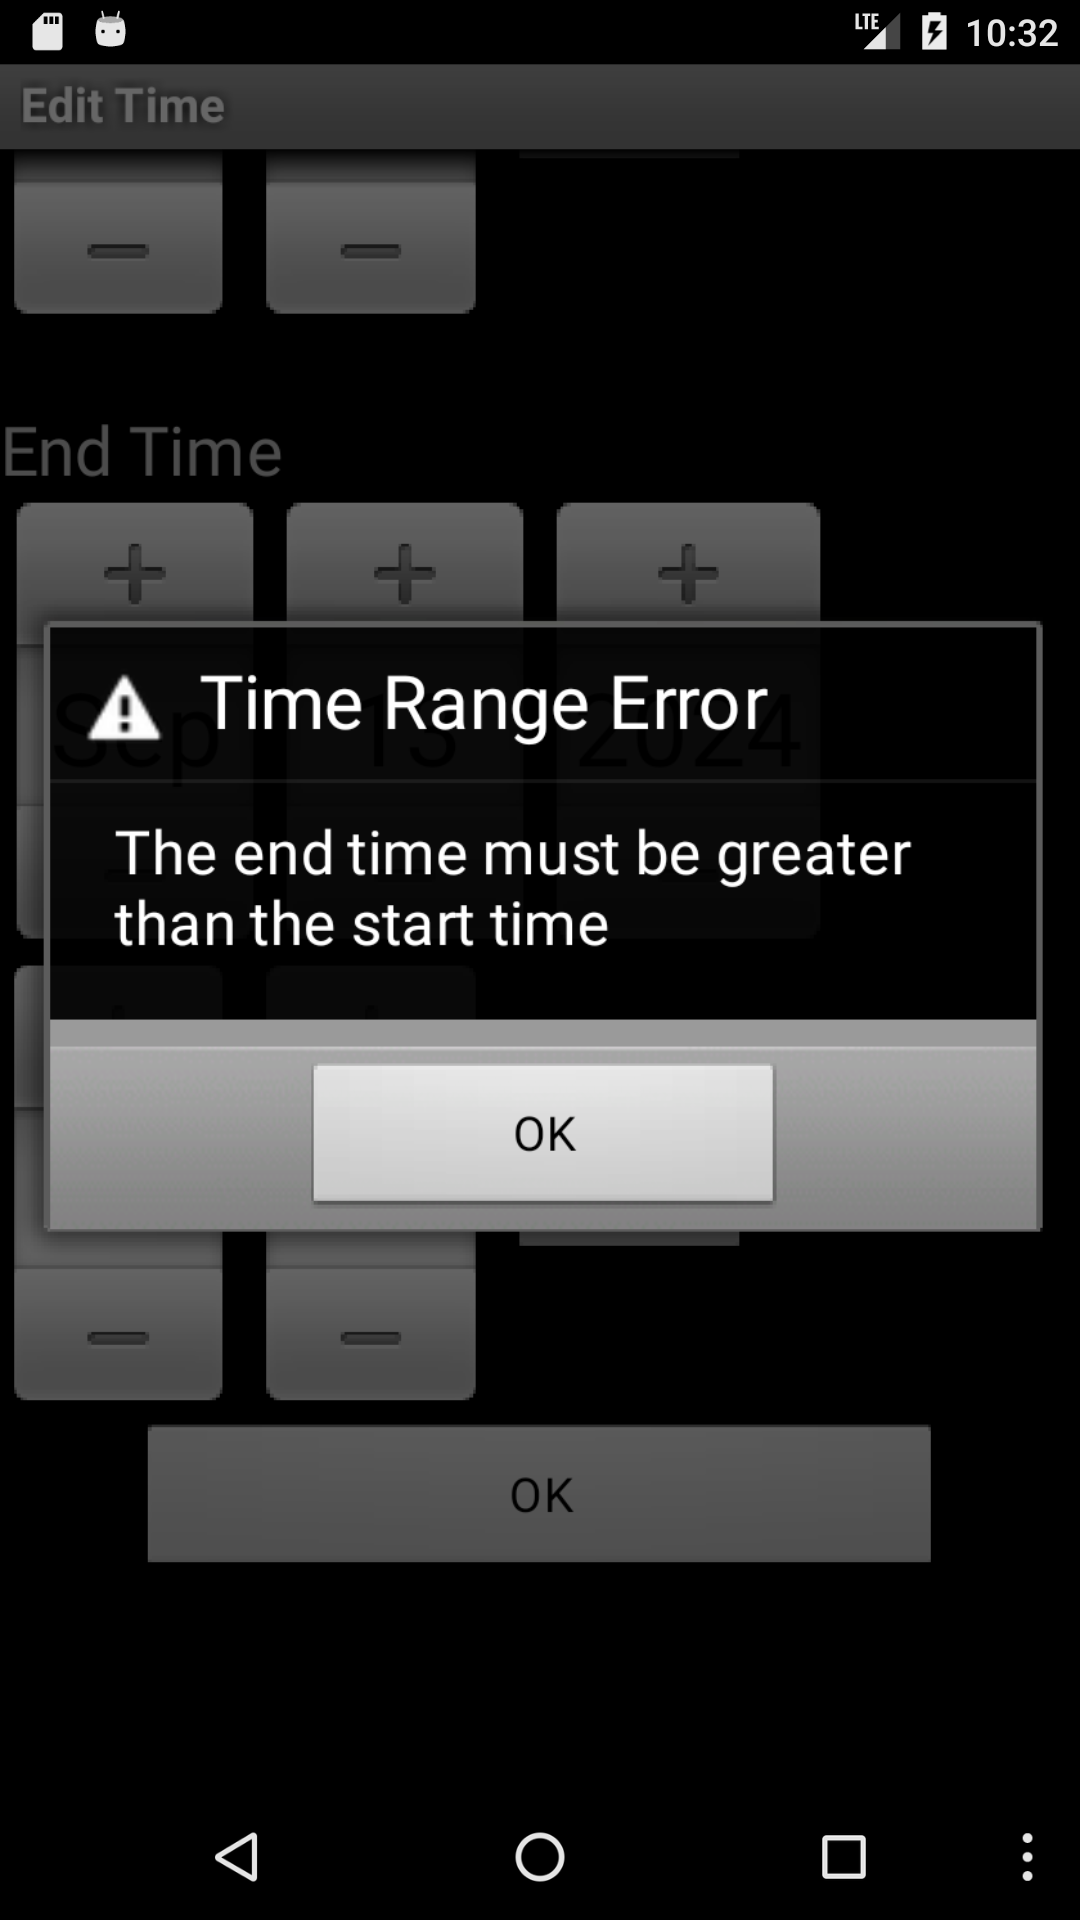 LTE 10:32
Edit Time
End Time
Sep 13 2024
Time Range Error
The end time must be greater
than the start time
OK
OK